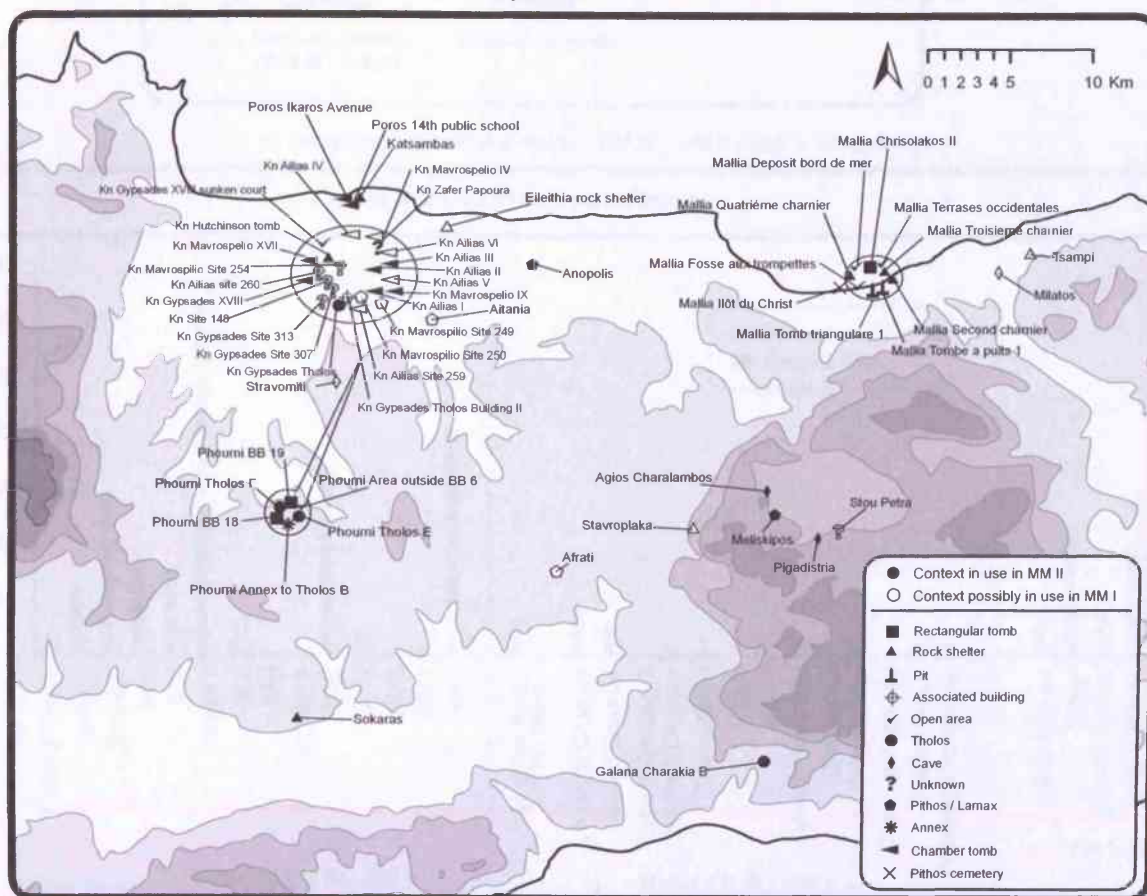 0 1 2 3 4 5 10 Km
Poros Ikaros Avenue
Poros 14th public school
Katsambas
Kn Ailias IV
Kn Mavrospelio IV
Kn Gypsades XVIII sunken court
Kn Zafer Papoura
Eileithia rock shelter
Kn Hutchinson tomb
Kn Mavrospelio XVII
Kn Ailias VI
Kn Ailias III
Kn Mavrospilio Site 254
Kn Ailias II
Kn Ailias site 260
Kn Ailias V
Kn Gypsades XVIII
Kn Mavrospelio IX
Kn Ailias I
Kn Site 148
Aitania
Anopolis
Kn Gypsades Site 313
Kn Mavrospilio Site 249
Kn Gypsades Site 307
Kn Mavrospilio Site 250
Kn Gypsades Tholos
Kn Ailias Site 259
Stravomiti
Kn Gypsades Tholos Building II
Mallia Chrisolakos II
Mallia Deposit bord de mer
Mallia Quatriéme charnier
Mallia Terrases occidentales
Mallia Troisieme charnier
Mallia Fosse aux trompettes
Tsampi
Milatos
Mallia Ilôt du Christ
Mallia Tomb triangulare 1
Mallia Second charnier
Mallia Tombe a puits 1
Phourni BB 19
Phourni Tholos Γ
Phourni Area outside BB 6
Phourni BB 18
Phourni Tholos E
Phourni Annex to Tholos B
Agios Charalambos
Stavroplaka
Meliskipos
Stou Petra
Pigadistria
Afrati
Sokaras
Galana Charakia B
Context in use in MM II
Context possibly in use in MM I
Rectangular tomb
Rock shelter
Pit
Associated building
Open area
Tholos
Cave
? Unknown
Pithos / Larnax
Annex
Chamber tomb
Pithos cemetery